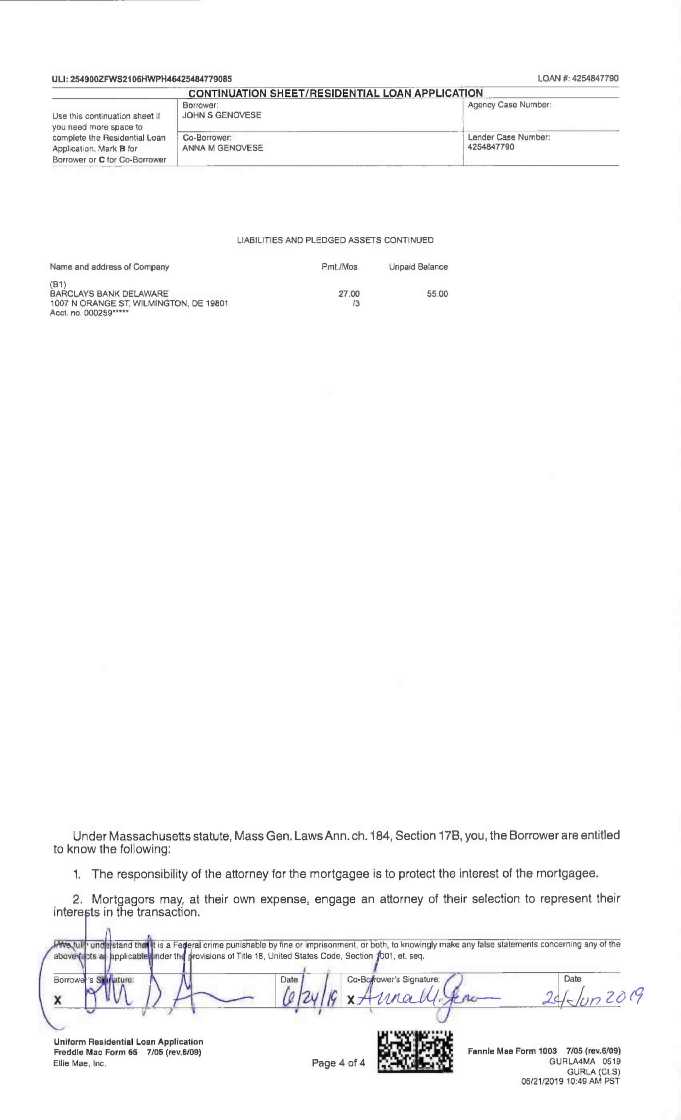 ULI: 254900ZFWS2106HWPH46425484779085 LOAN #: 4254847790
CONTINUATION SHEET/RESIDENTIAL LOAN APPLICATION
Use this continuation sheet if
you need more space to
complete the Residential Loan
Application. Mark B for
Borrower or C for Co-Borrower
Borrower:
JOHN S GENOVESE
Agency Case Number:
Co-Borrower:
ANNA M GENOVESE
Lender Case Number:
4254847790
LIABILITIES AND PLEDGED ASSETS CONTINUED
Name and address of Company Pmt./Mos. Unpaid Balance
(B1)
BARCLAYS BANK DELAWARE 27.00 55.00
1007 N ORANGE ST, WILMINGTON, DE 19801 /3
Acct. no. 000259*****
Under Massachusetts statute, Mass Gen. Laws Ann. ch. 184, Section 17B, you, the Borrower are entitled
to know the following:
1. The responsibility of the attorney for the mortgagee is to protect the interest of the mortgagee.
2. Mortgagors may, at their own expense, engage an attorney of their selection to represent their
interests in the transaction.
I/We fully understand that it is a Federal crime punishable by fine or imprisonment, or both, to knowingly make any false statements concerning any of the
above facts as applicable under the provisions of Title 18, United States Code, Section 1001, et. seq.
Borrower's Signature: Date Co-Borrower's Signature: Date
X 6/24/19 X Anna M. 24 Jun 2019
Uniform Residential Loan Application
Freddie Mac Form 65 7/05 (rev.6/09)
Ellie Mae, Inc.
Page 4 of 4
Fannie Mae Form 1003 7/05 (rev.6/09)
GURLA4MA 0519
GURLA (CLS)
06/21/2019 10:49 AM PST